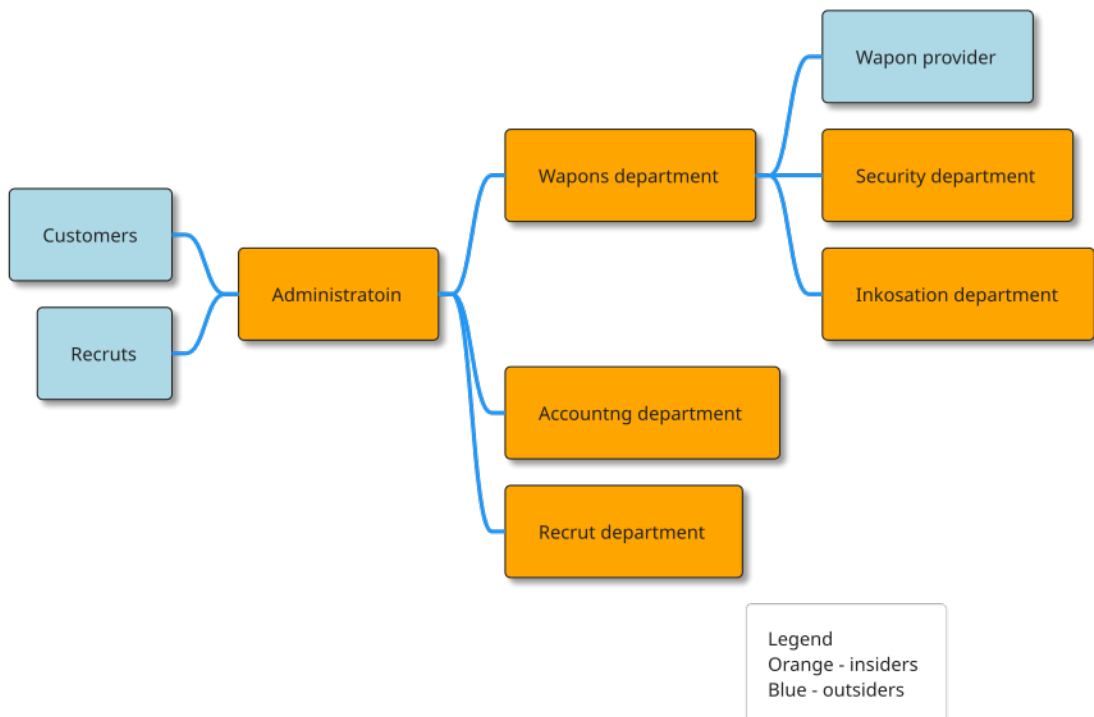 Wapon provider
Wapons department
Security department
Customers
Administratoin
Inkosation department
Recruts
Accountng department
Recrut department
Legend
Orange - insiders
Blue - outsiders